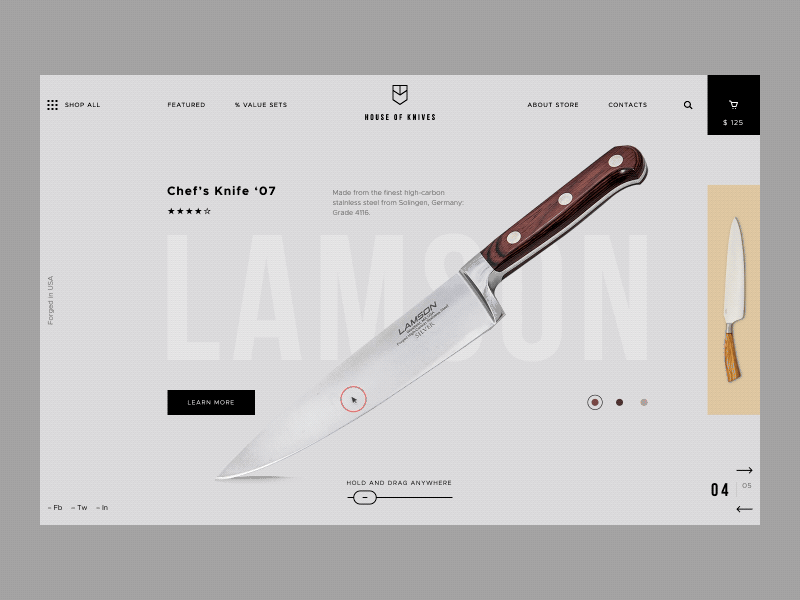 SHOP ALL
FEATURED
% VALUE SETS
HOUSE OF KNIVES
ABOUT STORE
CONTACTS
$ 125
Chef's Knife ‘07
★★★★☆
Made from the finest high-carbon
stainless steel from Solingen, Germany:
Grade 4116.
LAMSON
Forged in USA
LAMSON
SILVER
LEARN MORE
HOLD AND DRAG ANYWHERE
04
05
– Fb – Tw – In